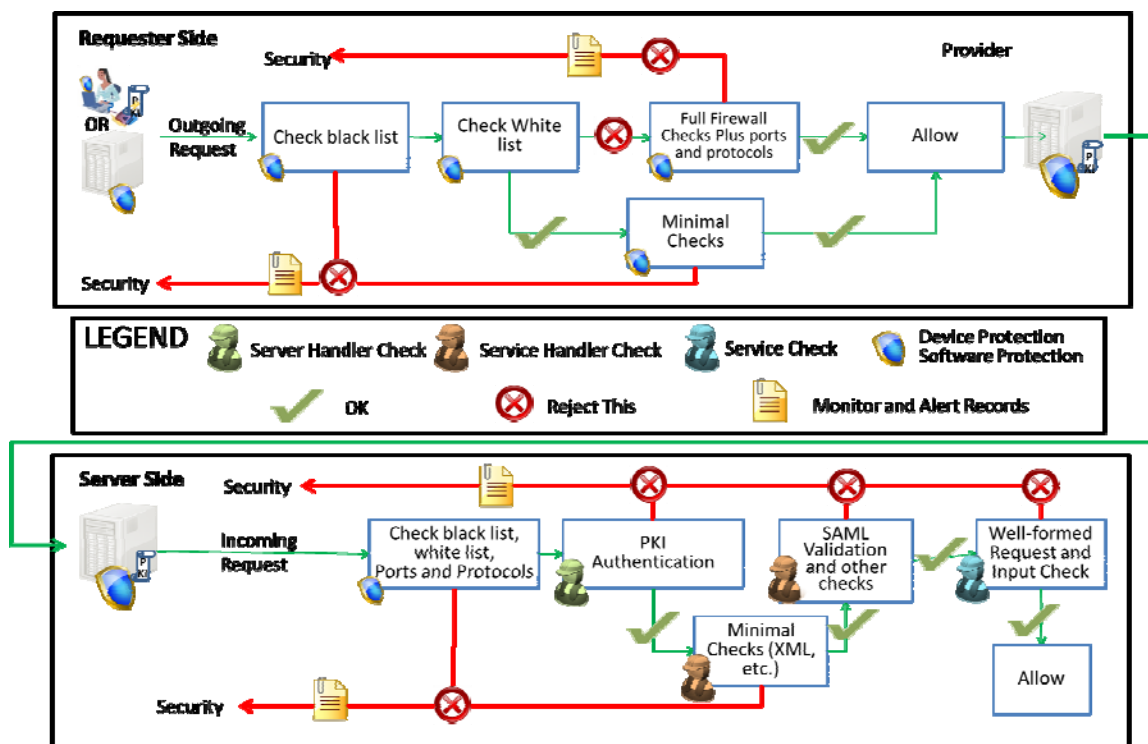 Requester Side
Security
Provider
P
KI
OR
Outgoing
Request
Check black list
Check White
list
Full Firewall
Checks Plus ports
and protocols
Allow
P
KI
Minimal
Checks
Security
LEGEND
Server Handler Check
Service Handler Check
Service Check
Device Protection
Software Protection
OK
Reject This
Monitor and Alert Records
Server Side
Security
P
KI
Incoming
Request
Check black list,
white list,
Ports and Protocols
PKI
Authentication
SAML
Validation
and other
checks
Well-formed
Request and
Input Check
Minimal
Checks (XML,
etc.)
Allow
Security